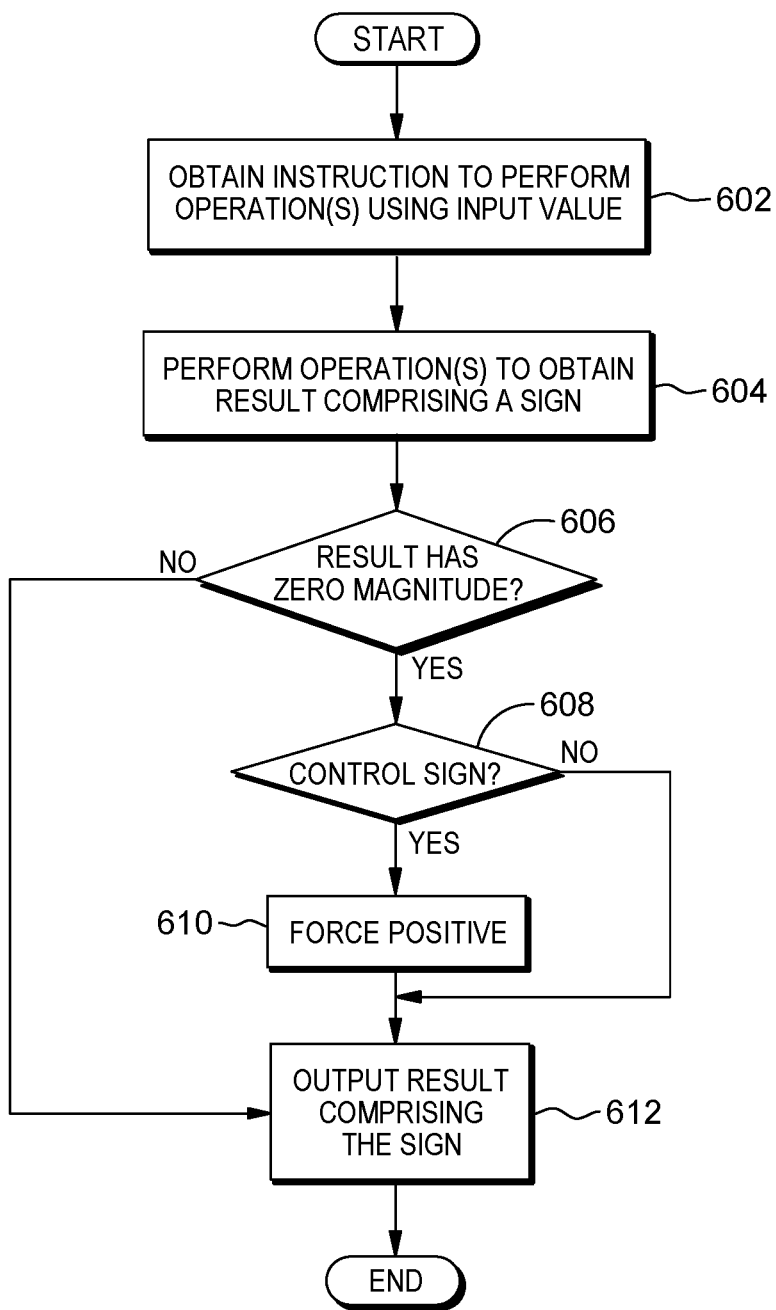 START
OBTAIN INSTRUCTION TO PERFORM
OPERATION(S) USING INPUT VALUE
602
PERFORM OPERATION(S) TO OBTAIN
RESULT COMPRISING A SIGN
604
606
RESULT HAS
ZERO MAGNITUDE?
NO
YES
608
CONTROL SIGN?
NO
YES
610
FORCE POSITIVE
OUTPUT RESULT
COMPRISING
THE SIGN
612
END